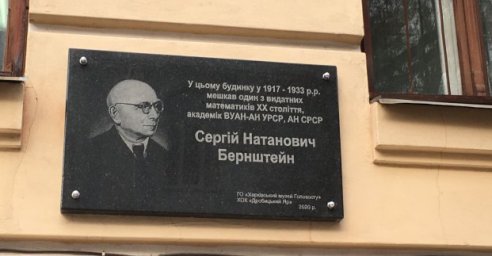 У цьому будинку у 1917 - 1933 р.р.
мешкав один з видатних
математиків ХХ століття,
академік ВУАН-АН УРСР, АН СРСР
Сергій Натанович
Бернштейн
ГО «Харківський музей Голокосту»
ХОК «Дробицький Яр»
2020 р.